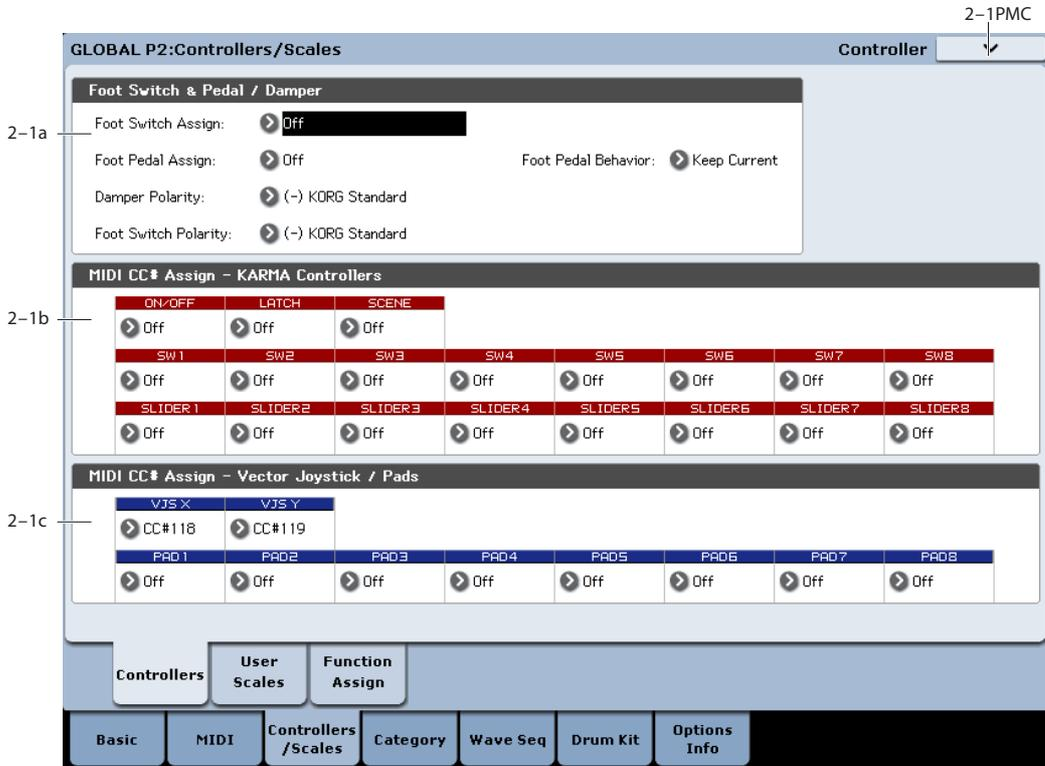 2-1PMC
GLOBAL P2:Controllers/Scales Controller
Foot Switch & Pedal / Damper
2-1a
Foot Switch Assign: Off
Foot Pedal Assign: Off Foot Pedal Behavior: Keep Current
Damper Polarity: (-) KORG Standard
Foot Switch Polarity: (-) KORG Standard
MIDI CC# Assign - KARMA Controllers
2-1b
ON/OFF LATCH SCENE
Off Off Off
SW1 SW2 SW3 SW4 SW5 SW6 SW7 SW8
Off Off Off Off Off Off Off Off
SLIDER1 SLIDER2 SLIDER3 SLIDER4 SLIDER5 SLIDER6 SLIDER7 SLIDER8
Off Off Off Off Off Off Off Off
MIDI CC# Assign - Vector Joystick / Pads
2-1c
VJS X VJS Y
CC#118 CC#119
PAD1 PAD2 PAD3 PAD4 PAD5 PAD6 PAD7 PAD8
Off Off Off Off Off Off Off Off
Controllers
User
Scales
Function
Assign
Basic
MIDI
Controllers
/Scales
Category
Wave Seq
Drum Kit
Options
Info